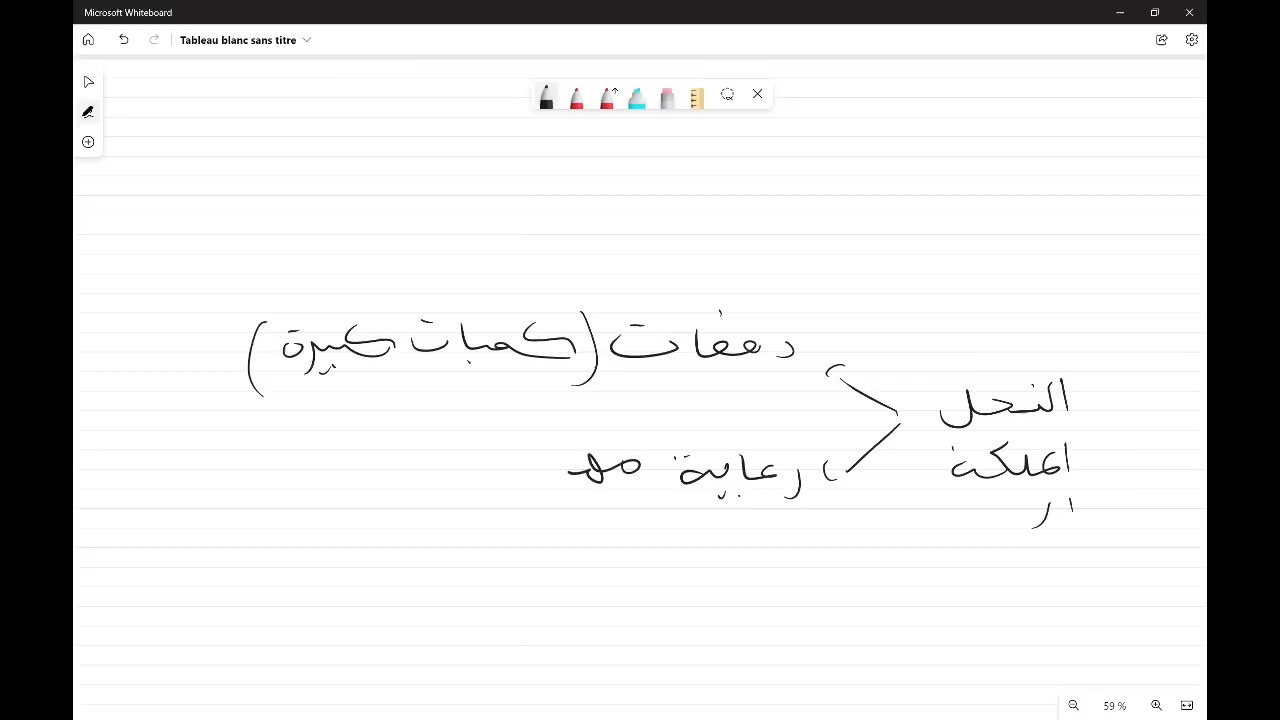 Microsoft Whiteboard
Tableau blanc sans titre
دفعات (كميات كبيرة)
النحل
الملكة
رعاية
59 %